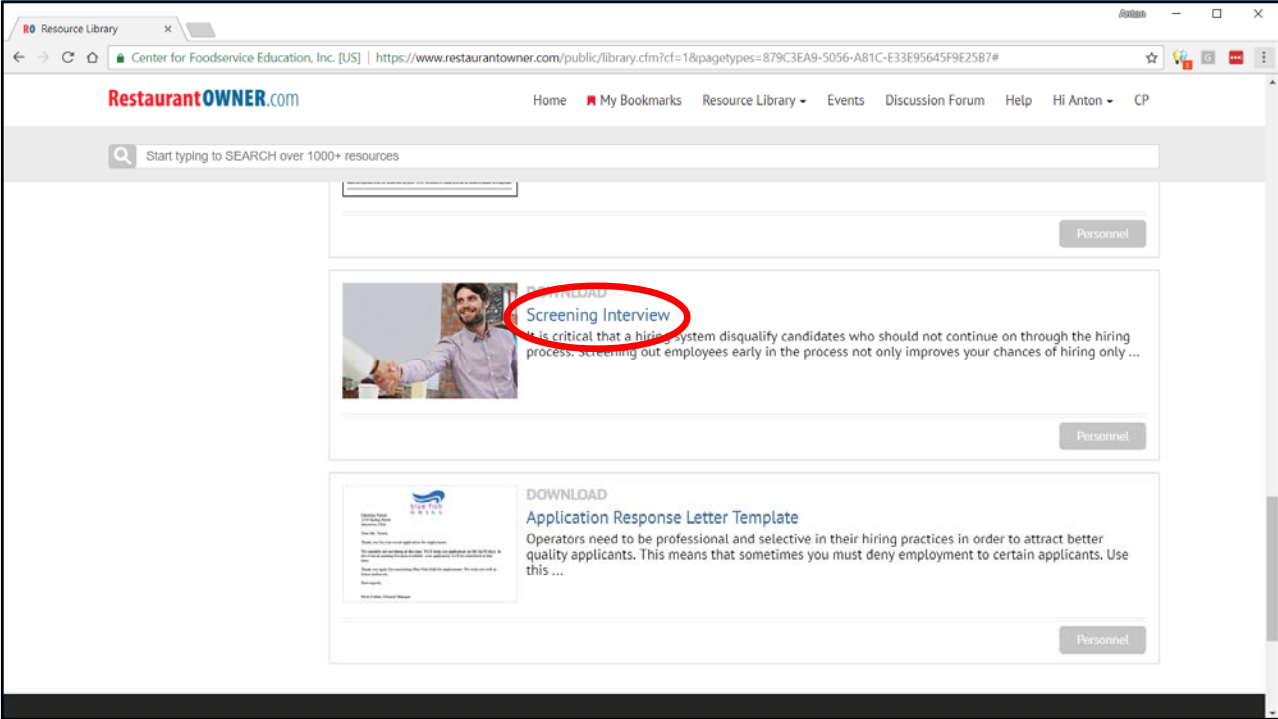 Anton
RO Resource Library
Center for Foodservice Education, Inc. [US] | https://www.restaurantowner.com/public/library.cfm?cf=1&pagetypes=879C3EA9-5056-A81C-E33E95645F9E25B7#
RestaurantOWNER.com
Home My Bookmarks Resource Library Events Discussion Forum Help Hi Anton CP
Start typing to SEARCH over 1000+ resources
Personnel
DOWNLOAD
Screening Interview
It is critical that a hiring system disqualify candidates who should not continue on through the hiring
process. Screening out employees early in the process not only improves your chances of hiring only ...
Personnel
blue fish
GRILL
DOWNLOAD
Application Response Letter Template
Operators need to be professional and selective in their hiring practices in order to attract better
quality applicants. This means that sometimes you must deny employment to certain applicants. Use
this ...
Personnel